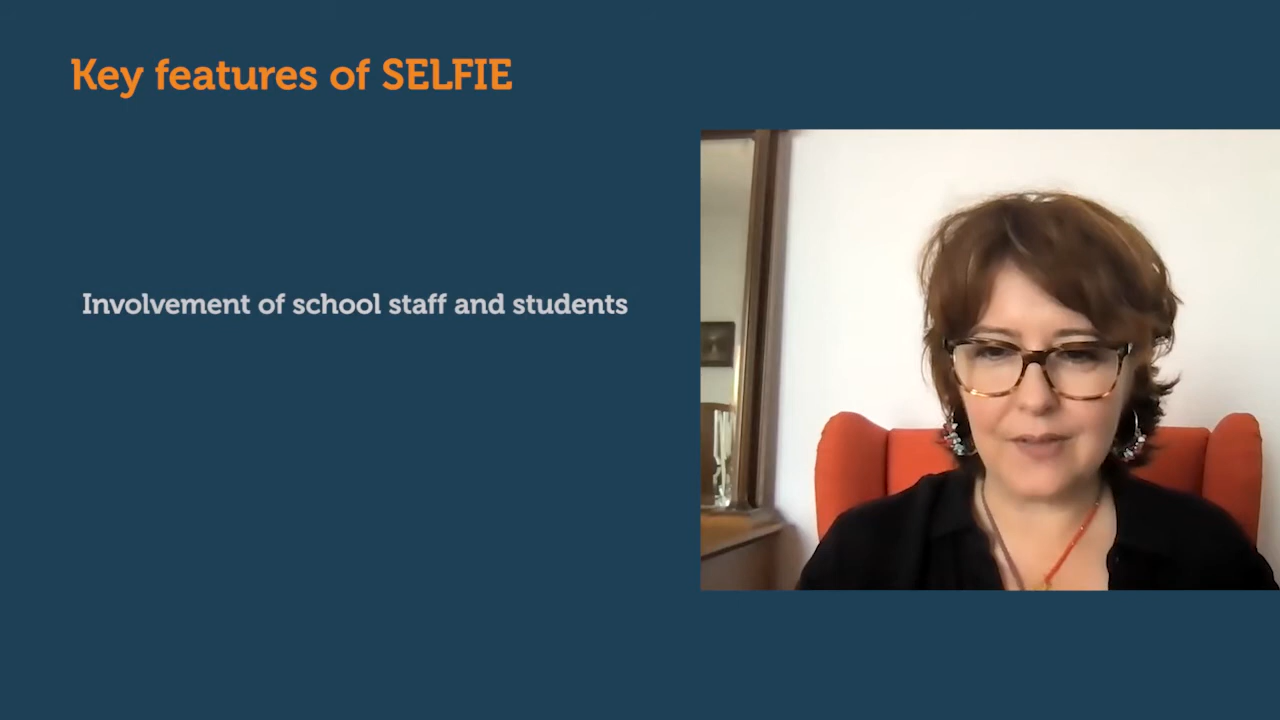 Key features of SELFIE
Involvement of school staff and students